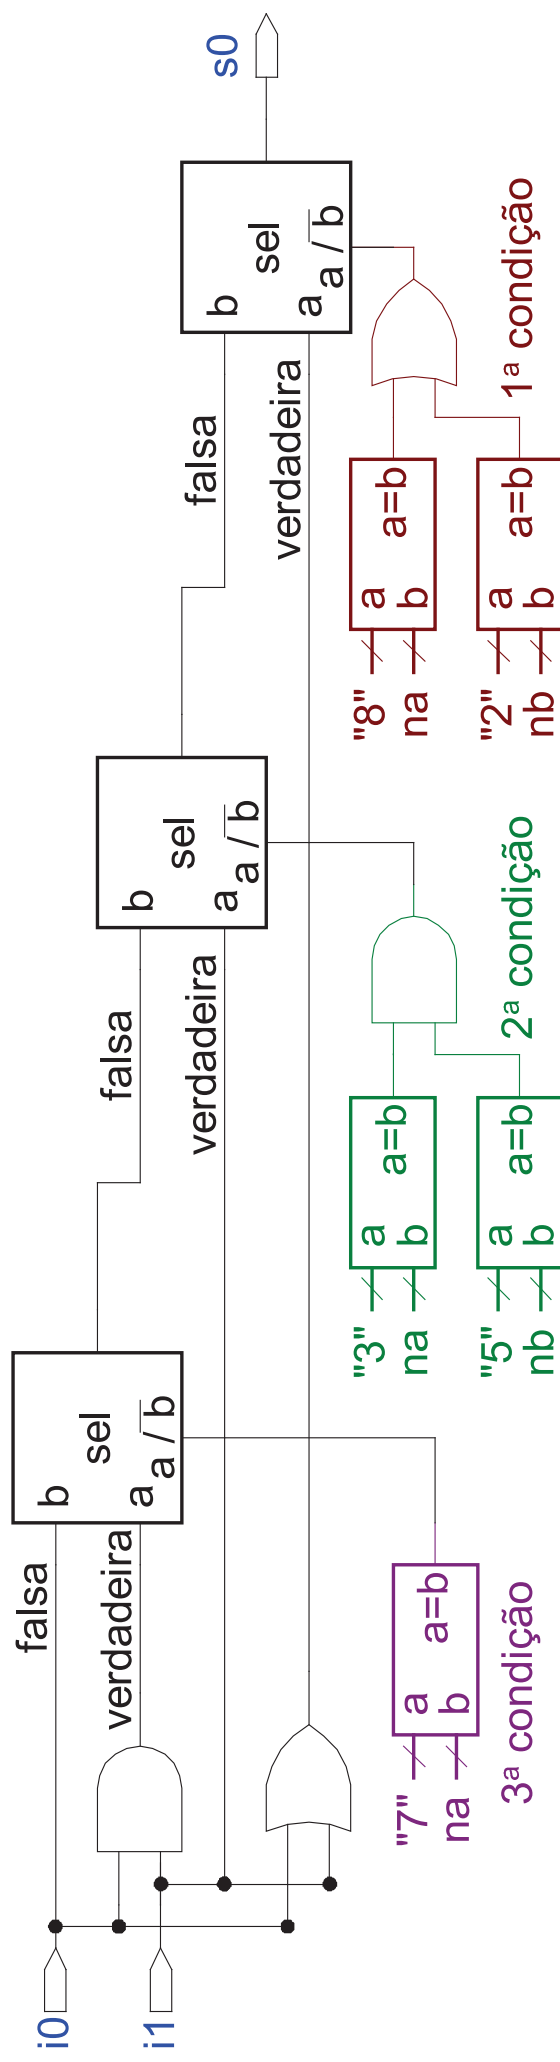 i0
i1
falsa
verdadeira
b
sel
a
a / b
falsa
verdadeira
b
sel
a
a / b
falsa
verdadeira
b
sel
a
a / b
s0
"7"
na
a
b
a=b
3ª condição
"3"
na
a
b
a=b
"5"
nb
a
b
a=b
2ª condição
"8"
na
a
b
a=b
"2"
nb
a
b
a=b
1ª condição